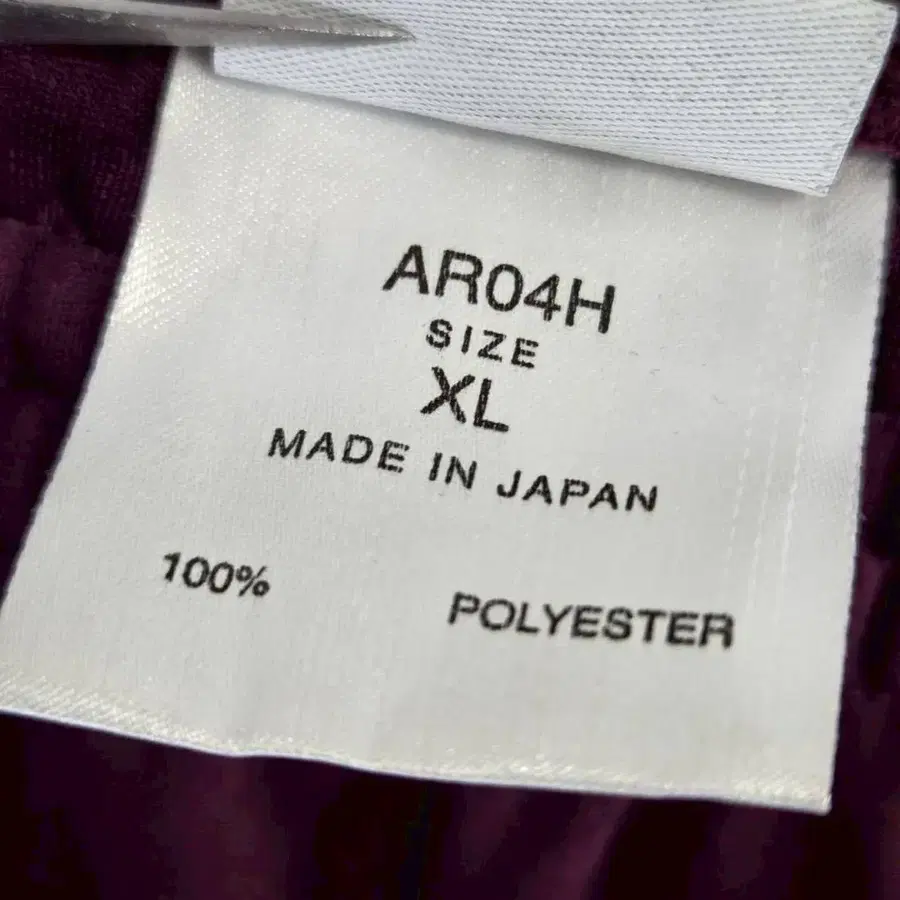 AR04H
SIZE
XL
MADE IN JAPAN
100% POLYESTER